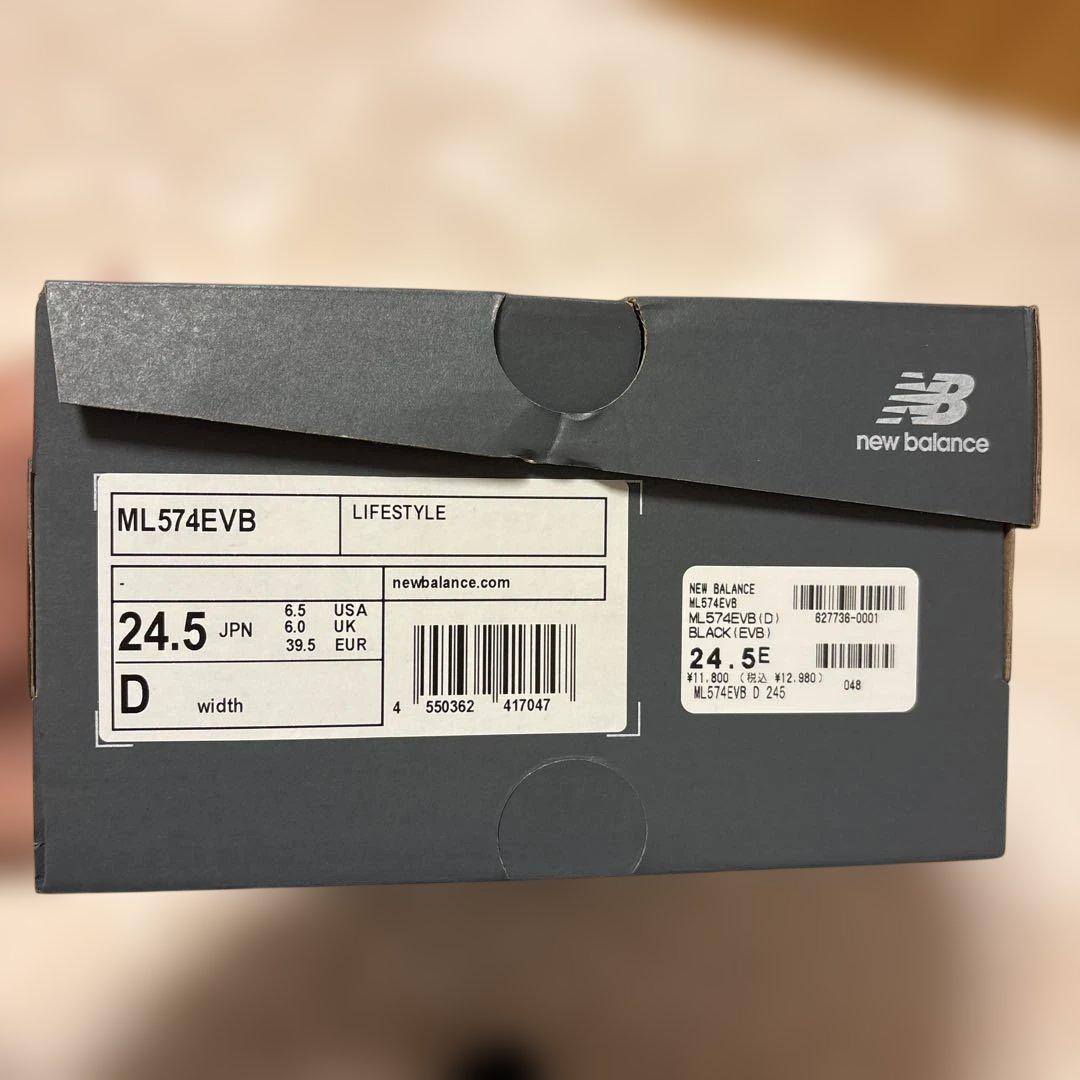 NB
new balance
ML574EVB
LIFESTYLE
-
newbalance.com
24.5 JPN
6.5 USA
6.0 UK
39.5 EUR
D width
4 550362 417047
NEW BALANCE
ML574EVB
ML574EVB(D)
627736-0001
BLACK(EVB)
24.5E
¥11,800 (税込 ¥12,980)
048
ML574EVB D 245